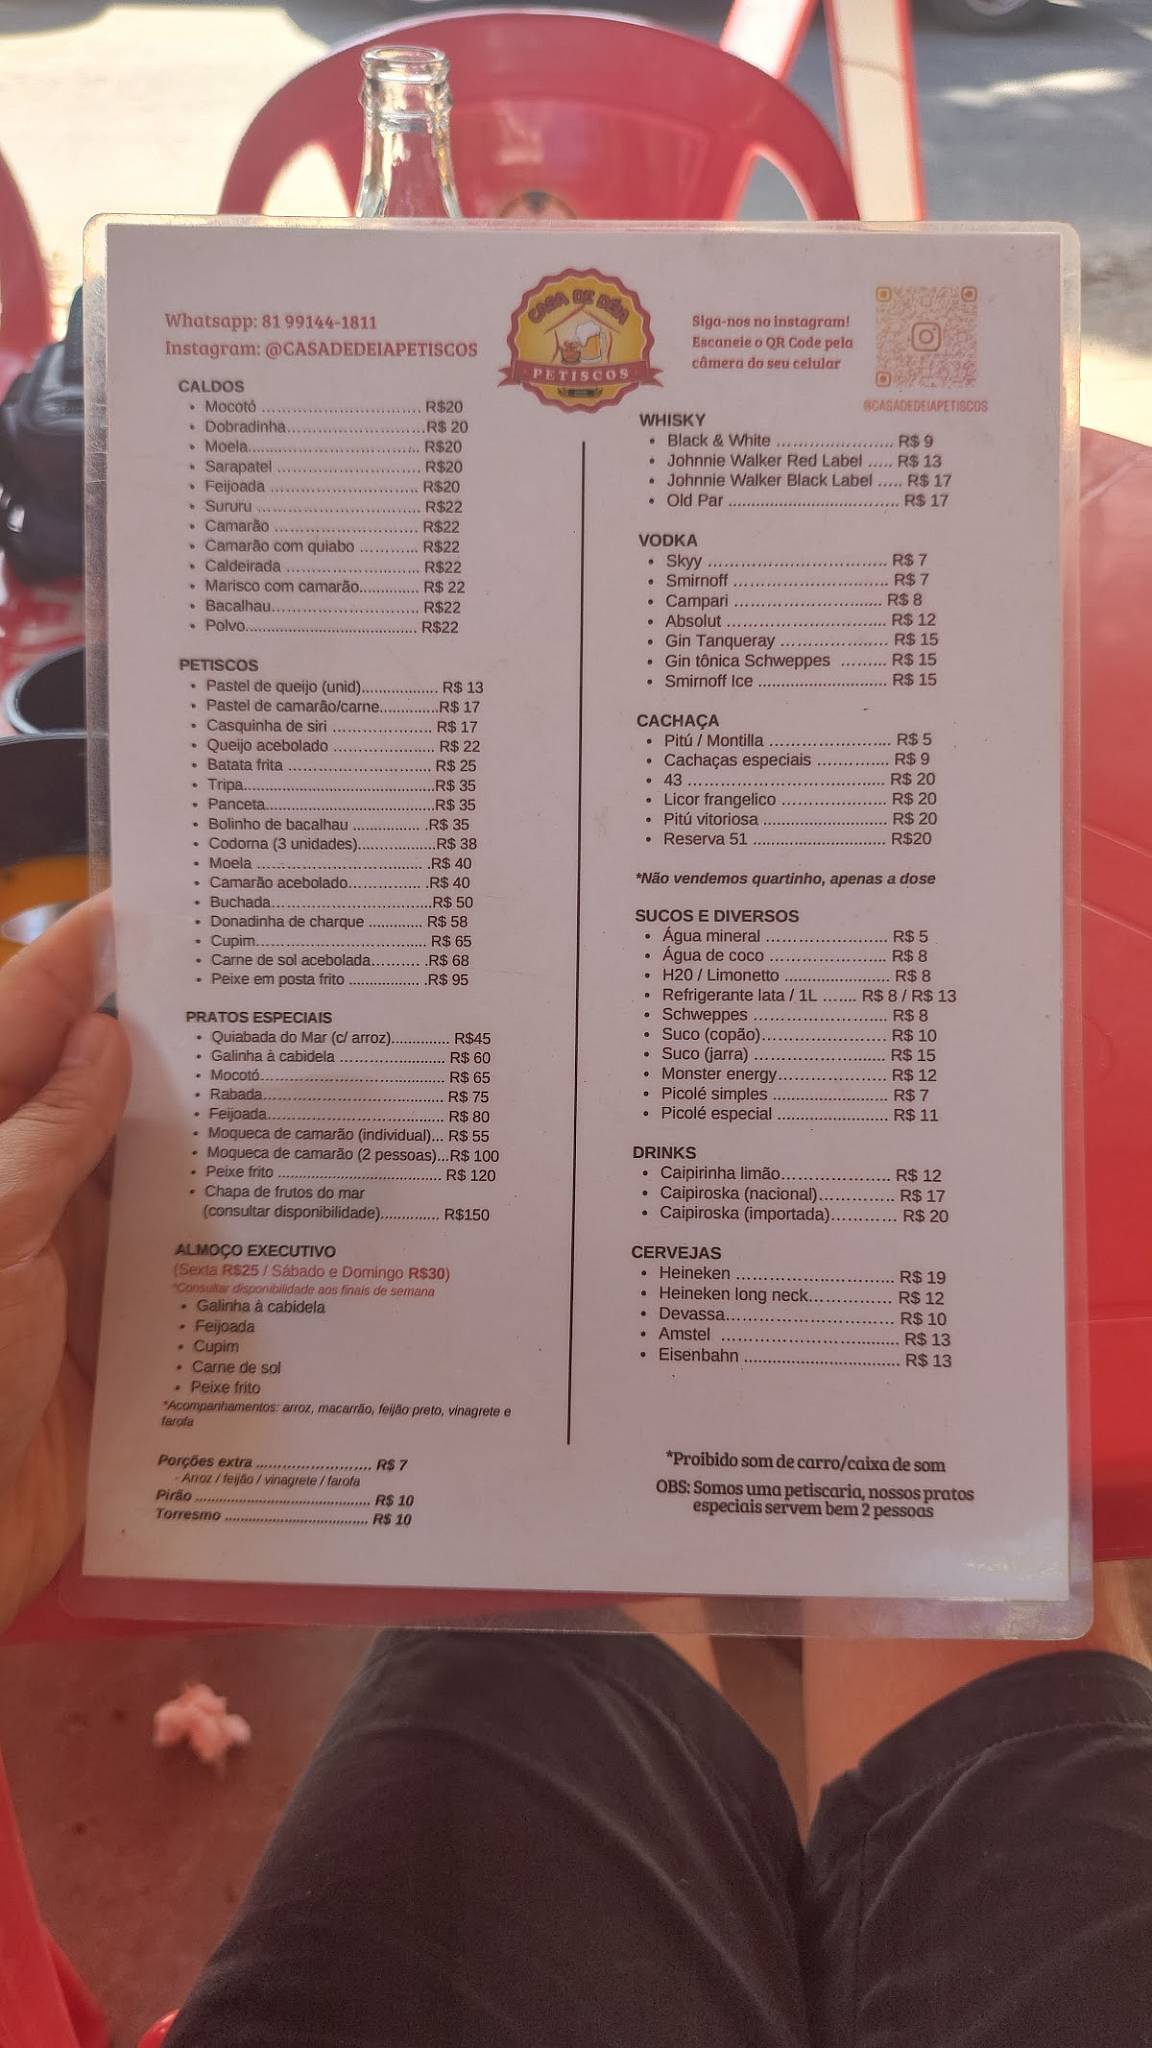 Whatsapp: 81 99144-1811
Instagram: @CASADEDEIAPETISCOS
CASA DE DÉIA
PETISCOS
Siga-nos no instagram!
Escaneie o QR Code pela
câmera do seu celular
@CASADEDEIAPETISCOS
CALDOS
• Mocotó ................................ R$20
• Dobradinha............................R$ 20
• Moela................................... R$20
• Sarapatel ............................. R$20
• Feijoada ............................... R$20
• Sururu .................................. R$22
• Camarão .............................. R$22
• Camarão com quiabo ............ R$22
• Caldeirada ........................... R$22
• Marisco com camarão.............. R$ 22
• Bacalhau.............................. R$22
• Polvo......................................... R$22
PETISCOS
• Pastel de queijo (unid).................. R$ 13
• Pastel de camarão/carne.............R$ 17
• Casquinha de siri .................... R$ 17
• Queijo acebolado .................... R$ 22
• Batata frita ............................. R$ 25
• Tripa.......................................R$ 35
• Panceta..................................R$ 35
• Bolinho de bacalhau ................ .R$ 35
• Codorna (3 unidades)..................R$ 38
• Moela ................................... .R$ 40
• Camarão acebolado............... .R$ 40
• Buchada................................R$ 50
• Donadinha de charque ............. R$ 58
• Cupim................................... R$ 65
• Carne de sol acebolada.......... .R$ 68
• Peixe em posta frito ................. .R$ 95
PRATOS ESPECIAIS
• Quiabada do Mar (c/ arroz).............. R$45
• Galinha à cabidela ........................ R$ 60
• Mocotó.......................................... R$ 65
• Rabada.......................................... R$ 75
• Feijoada......................................... R$ 80
• Moqueca de camarão (individual)... R$ 55
• Moqueca de camarão (2 pessoas)...R$ 100
• Peixe frito ....................................... R$ 120
• Chapa de frutos do mar
(consultar disponibilidade).............. R$150
ALMOÇO EXECUTIVO
(Sexta R$25 / Sábado e Domingo R$30)
*Consultar disponibilidade aos finais de semana
• Galinha à cabidela
• Feijoada
• Cupim
• Carne de sol
• Peixe frito
*Acompanhamentos: arroz, macarrão, feijão preto, vinagrete e
farofa
Porções extra .......................... R$ 7
- Arroz / feijão / vinagrete / farofa
Pirão ......................................... R$ 10
Torresmo .................................. R$ 10
WHISKY
• Black & White ........................ R$ 9
• Johnnie Walker Red Label ..... R$ 13
• Johnnie Walker Black Label ..... R$ 17
• Old Par ...................................... R$ 17
VODKA
• Skyy ..................................... R$ 7
• Smirnoff ................................ R$ 7
• Campari ............................... R$ 8
• Absolut ................................. R$ 12
• Gin Tanqueray ...................... R$ 15
• Gin tônica Schweppes ......... R$ 15
• Smirnoff Ice ............................ R$ 15
CACHAÇA
• Pitú / Montilla ......................... R$ 5
• Cachaças especiais ............. R$ 9
• 43 ......................................... R$ 20
• Licor frangelico ..................... R$ 20
• Pitú vitoriosa ........................... R$ 20
• Reserva 51 ............................. R$20
*Não vendemos quartinho, apenas a dose
SUCOS E DIVERSOS
• Água mineral ......................... R$ 5
• Água de coco ......................... R$ 8
• H20 / Limonetto ...................... R$ 8
• Refrigerante lata / 1L ....... R$ 8 / R$ 13
• Schweppes ........................... R$ 8
• Suco (copão).......................... R$ 10
• Suco (jarra) ............................ R$ 15
• Monster energy....................... R$ 12
• Picolé simples ........................ R$ 7
• Picolé especial ........................ R$ 11
DRINKS
• Caipirinha limão....................... R$ 12
• Caipiroska (nacional)................ R$ 17
• Caipiroska (importada)............ R$ 20
CERVEJAS
• Heineken ................................ R$ 19
• Heineken long neck................. R$ 12
• Devassa................................... R$ 10
• Amstel .................................... R$ 13
• Eisenbahn .................................. R$ 13
*Proibido som de carro/caixa de som
OBS: Somos uma petiscaria, nossos pratos
especiais servem bem 2 pessoas